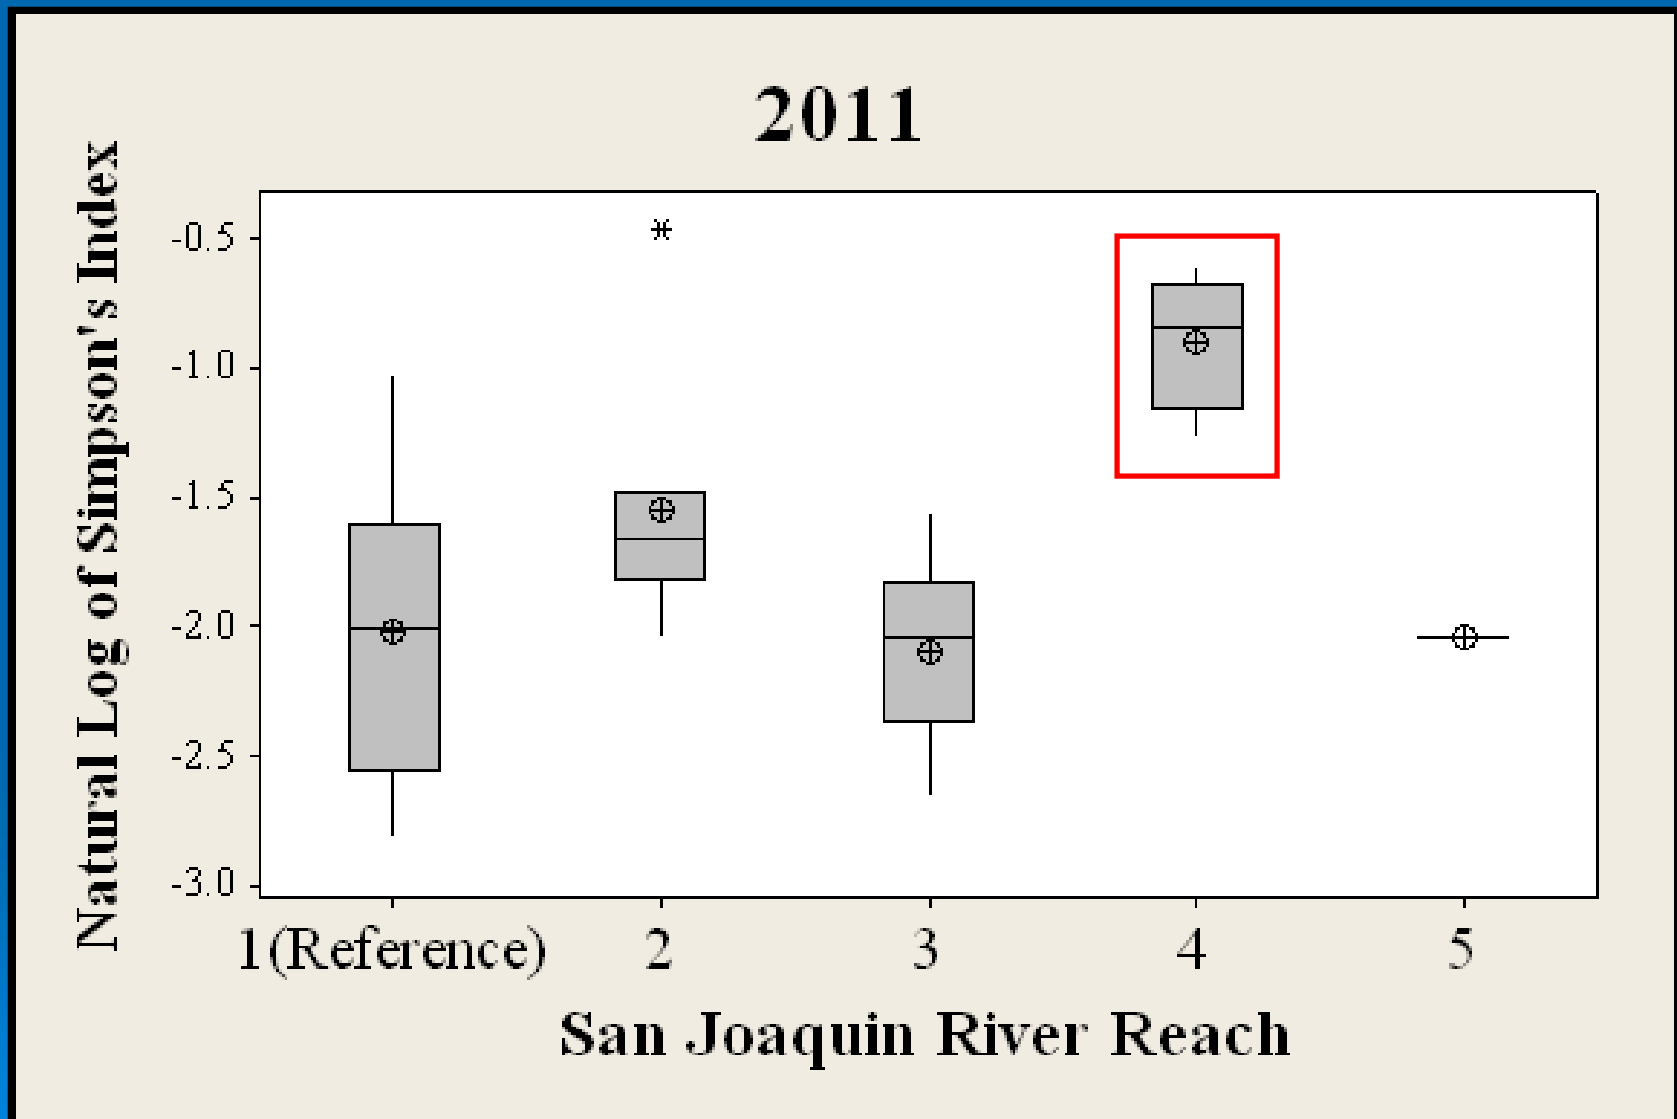 2011
Natural Log of Simpson's Index
-0.5
-1.0
-1.5
-2.0
-2.5
-3.0
1(Reference) 2 3 4 5
San Joaquin River Reach